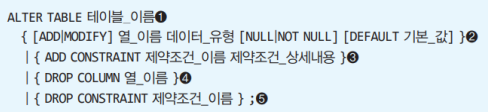 ALTER TABLE 테이블_이름❶
{ [ADD|MODIFY] 열_이름 데이터_유형 [NULL|NOT NULL] [DEFAULT 기본_값] }❷
| { ADD CONSTRAINT 제약조건_이름 제약조건_상세내용 }❸
| { DROP COLUMN 열_이름 }❹
| { DROP CONSTRAINT 제약조건_이름 } ;❺